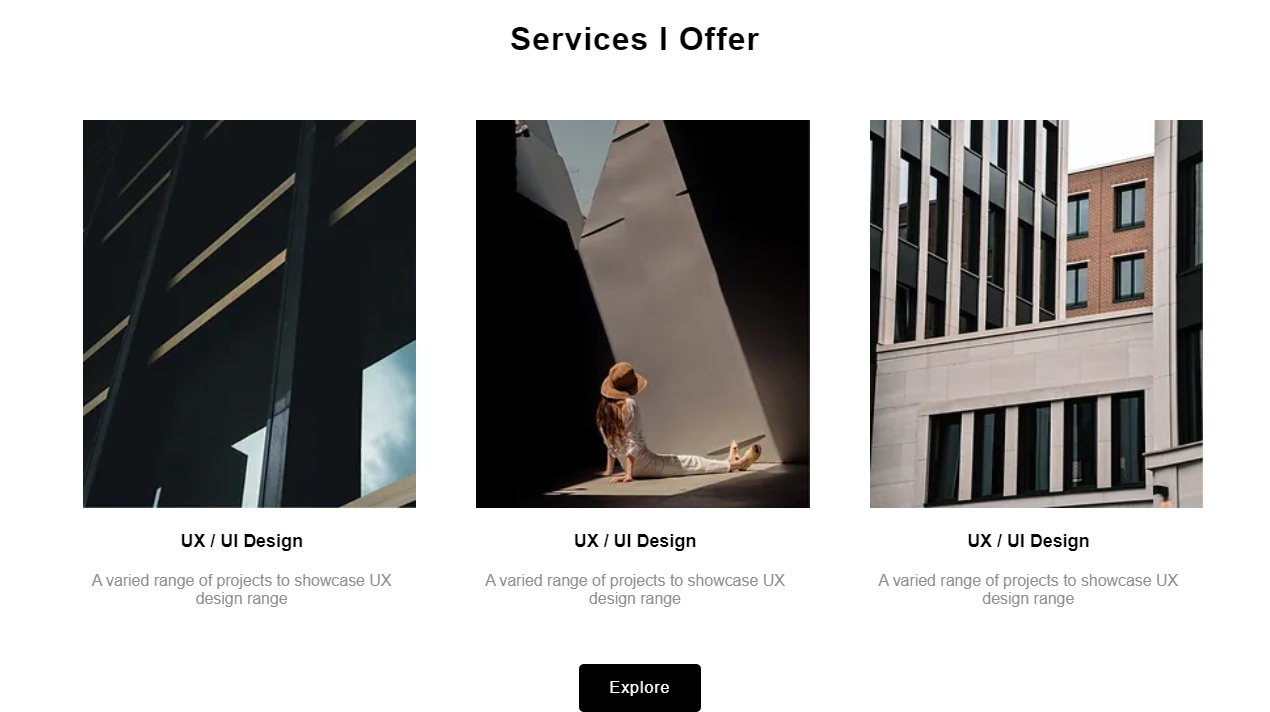 Services I Offer
UX / UI Design
A varied range of projects to showcase UX
design range
UX / UI Design
A varied range of projects to showcase UX
design range
UX / UI Design
A varied range of projects to showcase UX
design range
Explore